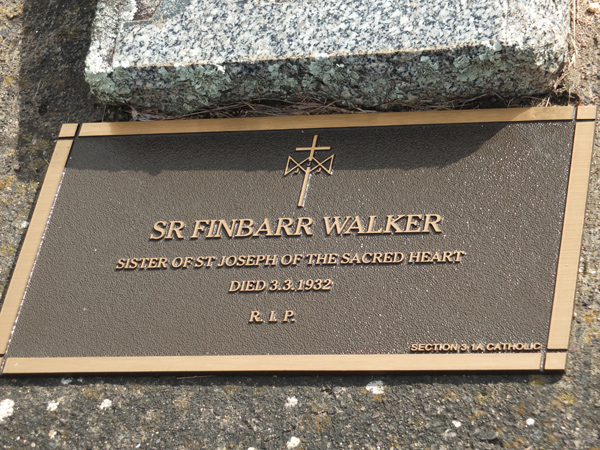 SR FINBARR WALKER
SISTER OF ST JOSEPH OF THE SACRED HEART
DIED 3.3.1932
R. I. P.
SECTION 3 1A CATHOLIC